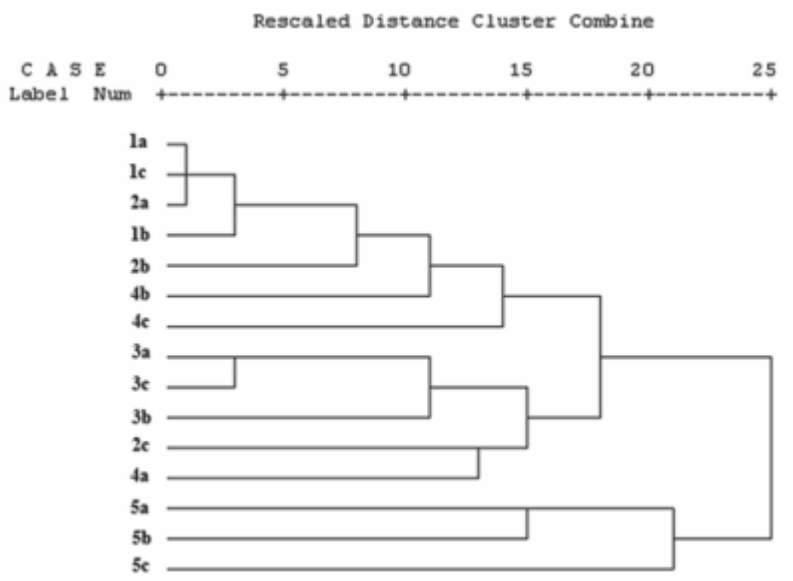 Rescaled Distance Cluster Combine
C A S E 0 5 10 15 20 25
Label Num +---------+---------+---------+---------+---------+
1a
1c
2a
1b
2b
4b
4c
3a
3c
3b
2c
4a
5a
5b
5c